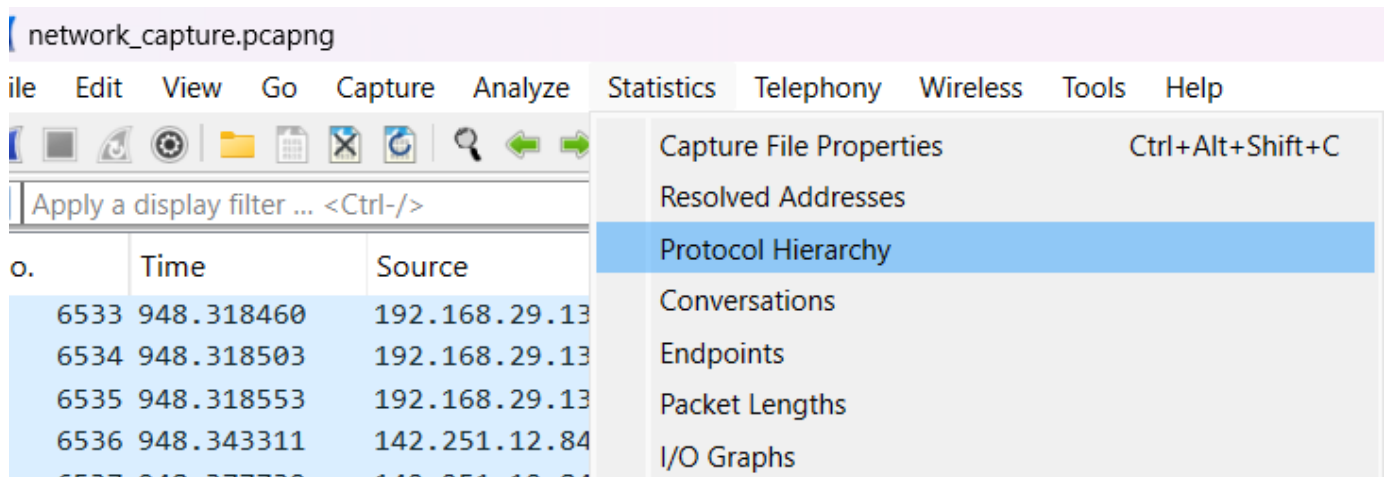 network_capture.pcapng
ile Edit View Go Capture Analyze Statistics Telephony Wireless Tools Help
Capture File Properties Ctrl+Alt+Shift+C
Apply a display filter ... <Ctrl-/>
Resolved Addresses
Protocol Hierarchy
o. Time Source
Conversations
6533 948.318460 192.168.29.13
6534 948.318503 192.168.29.13
Endpoints
6535 948.318553 192.168.29.13
Packet Lengths
6536 948.343311 142.251.12.84
I/O Graphs